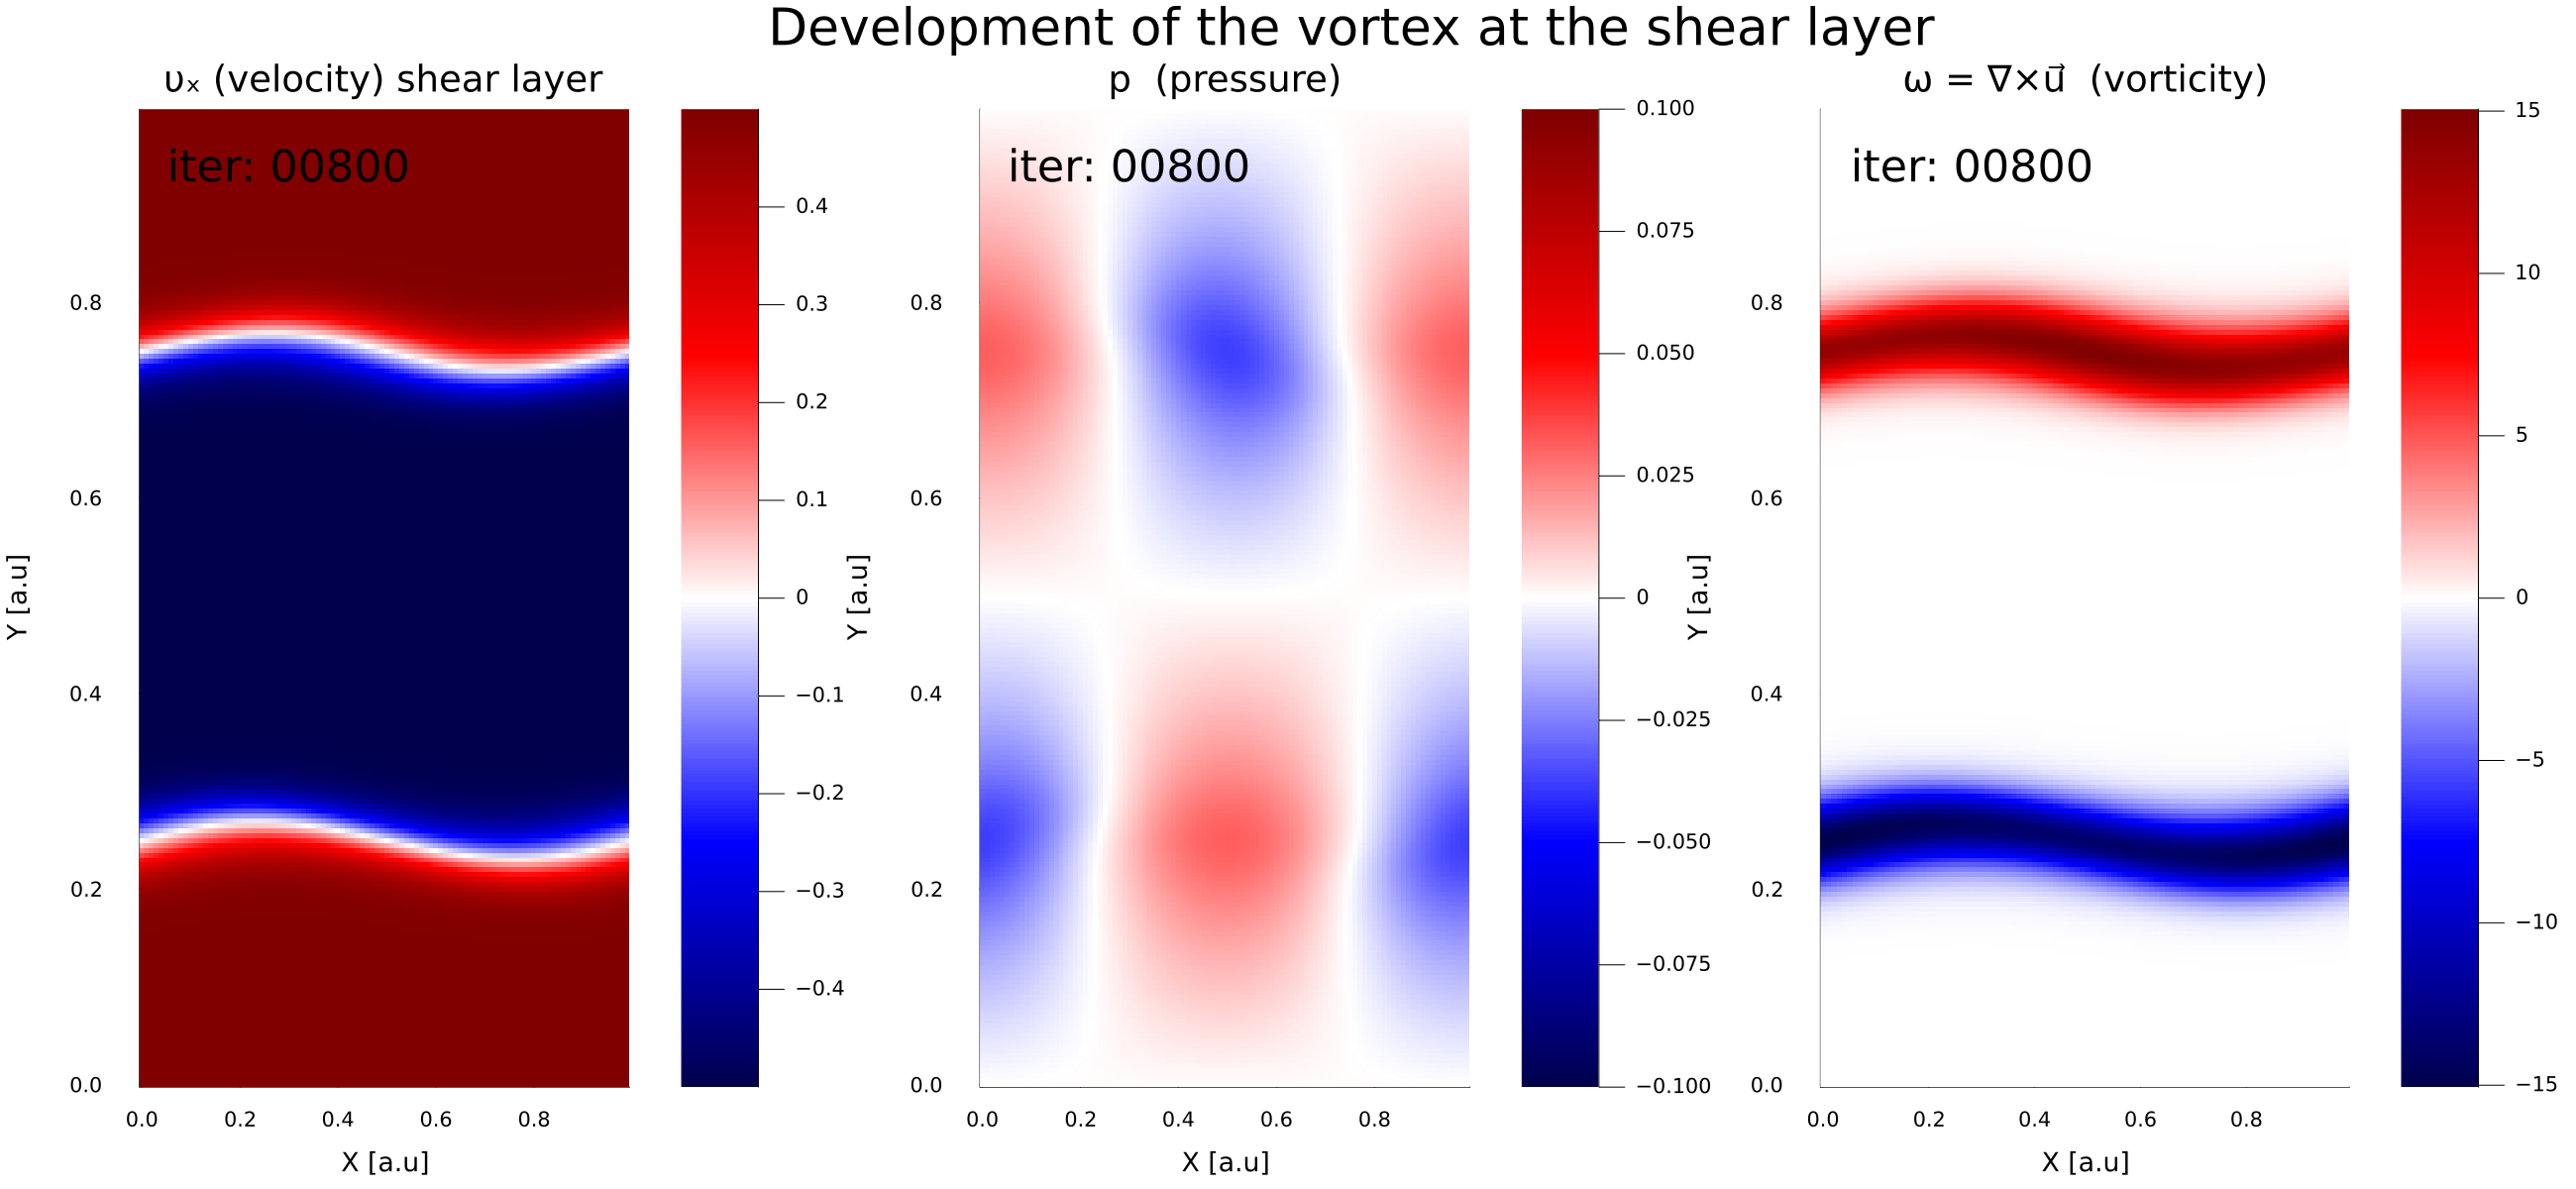 Development of the vortex at the shear layer
υₓ (velocity) shear layer
iter: 00800
Y [a.u]
0.8
0.6
0.4
0.2
0.0
0.0 0.2 0.4 0.6 0.8
X [a.u]
0.4
0.3
0.2
0.1
0
−0.1
−0.2
−0.3
−0.4
p (pressure)
iter: 00800
Y [a.u]
0.8
0.6
0.4
0.2
0.0
0.0 0.2 0.4 0.6 0.8
X [a.u]
0.100
0.075
0.050
0.025
0
−0.025
−0.050
−0.075
−0.100
ω = ∇×u⃗ (vorticity)
iter: 00800
Y [a.u]
0.8
0.6
0.4
0.2
0.0
0.0 0.2 0.4 0.6 0.8
X [a.u]
15
10
5
0
−5
−10
−15